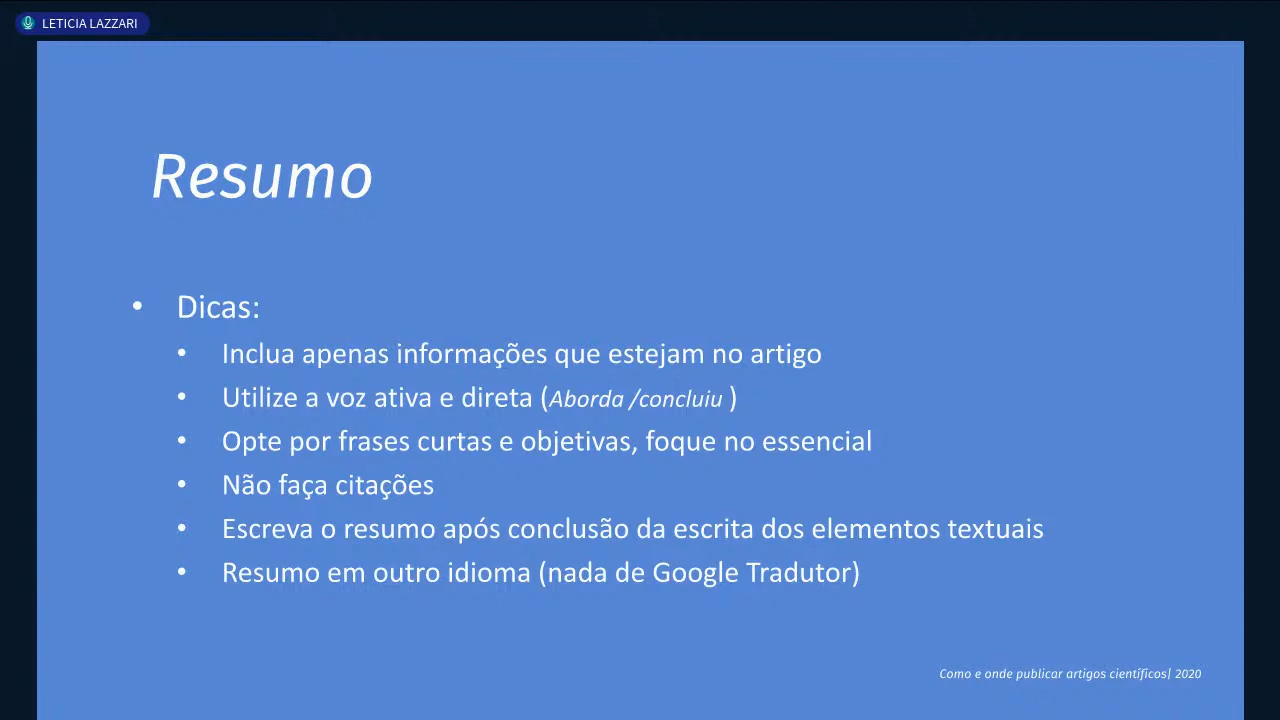 LETICIA LAZZARI
Resumo
• Dicas:
• Inclua apenas informações que estejam no artigo
• Utilize a voz ativa e direta (Aborda /concluiu )
• Opte por frases curtas e objetivas, foque no essencial
• Não faça citações
• Escreva o resumo após conclusão da escrita dos elementos textuais
• Resumo em outro idioma (nada de Google Tradutor)
Como e onde publicar artigos científicos| 2020